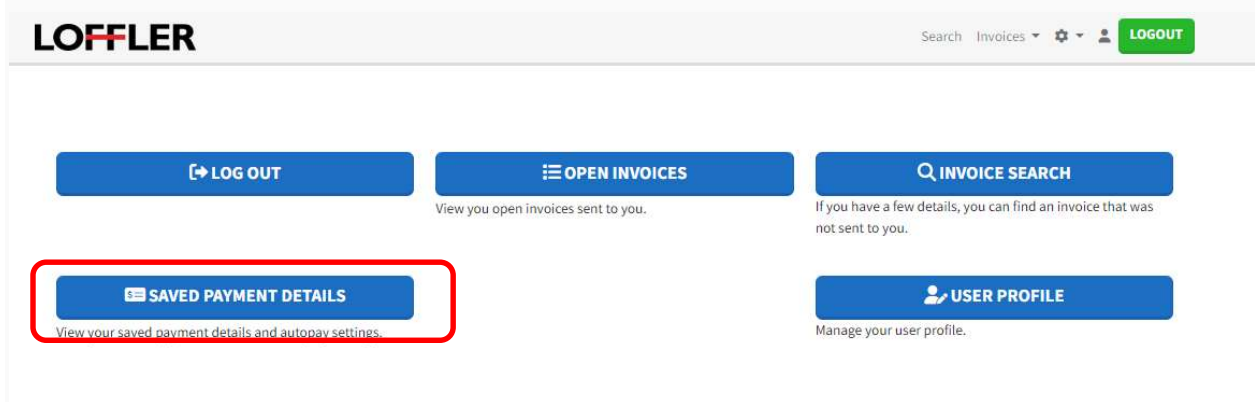 LOFFLER
Search Invoices LOGOUT
LOG OUT
OPEN INVOICES
View you open invoices sent to you.
INVOICE SEARCH
If you have a few details, you can find an invoice that was
not sent to you.
SAVED PAYMENT DETAILS
View your saved payment details and autopay settings.
USER PROFILE
Manage your user profile.